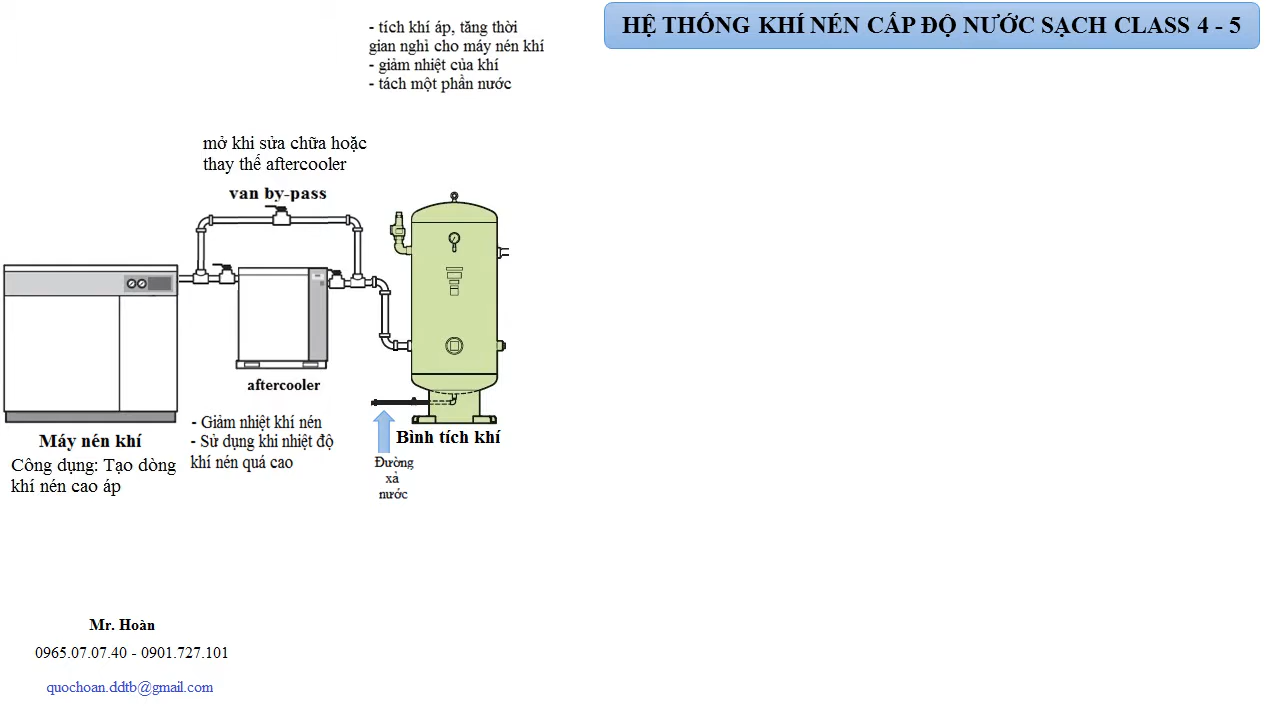 HỆ THỐNG KHÍ NÉN CẤP ĐỘ NƯỚC SẠCH CLASS 4 - 5
- tích khí áp, tăng thời
gian nghỉ cho máy nén khí
- giảm nhiệt của khí
- tách một phần nước
mở khi sửa chữa hoặc
thay thế aftercooler
van by-pass
aftercooler
- Giảm nhiệt khí nén
- Sử dụng khi nhiệt độ
khí nén quá cao
Máy nén khí
Công dụng: Tạo dòng
khí nén cao áp
Bình tích khí
Đường
xả
nước
Mr. Hoàn
0965.07.07.40 - 0901.727.101
quochoan.ddtb@gmail.com